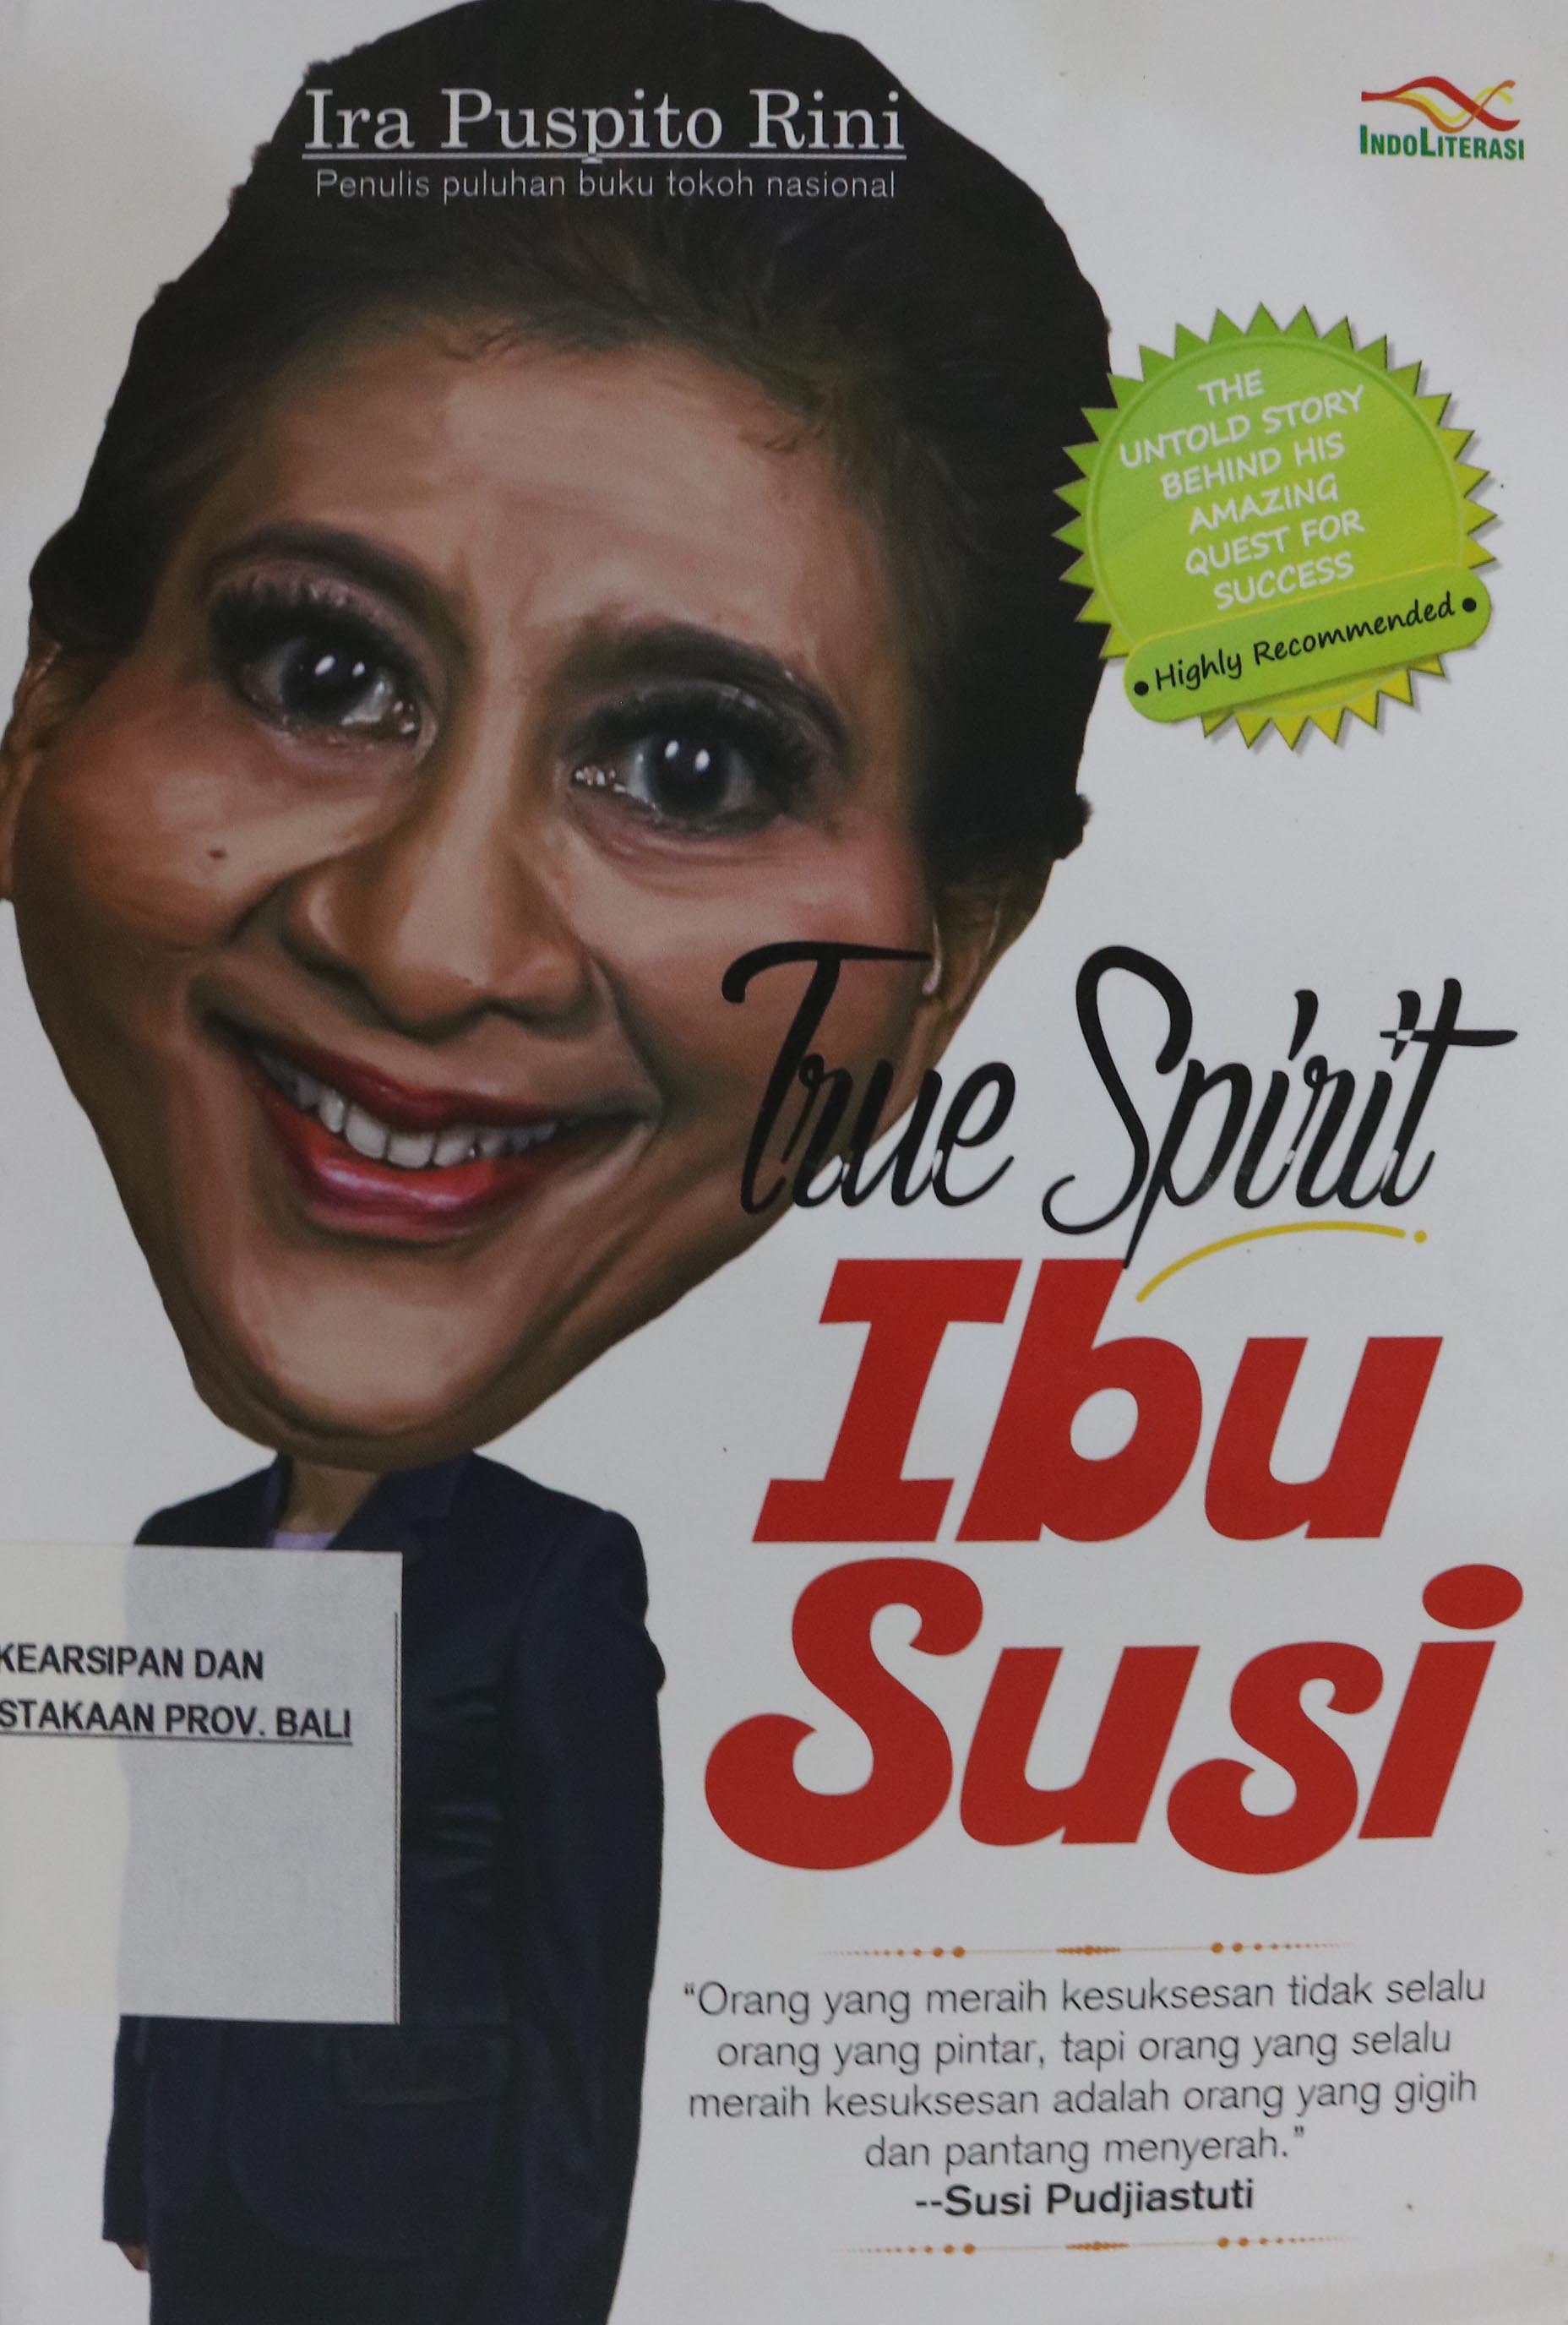 Ira Puspito Rini
Penulis puluhan buku tokoh nasional
INDOLITERASI
THE
UNTOLD STORY
BEHIND HIS
AMAZING
QUEST FOR
SUCCESS
• Highly Recommended •
True Spirit
Ibu
Susi
KEARSIPAN DAN
STAKAAN PROV. BALI
“Orang yang meraih kesuksesan tidak selalu
orang yang pintar, tapi orang yang selalu
meraih kesuksesan adalah orang yang gigih
dan pantang menyerah.”
--Susi Pudjiastuti